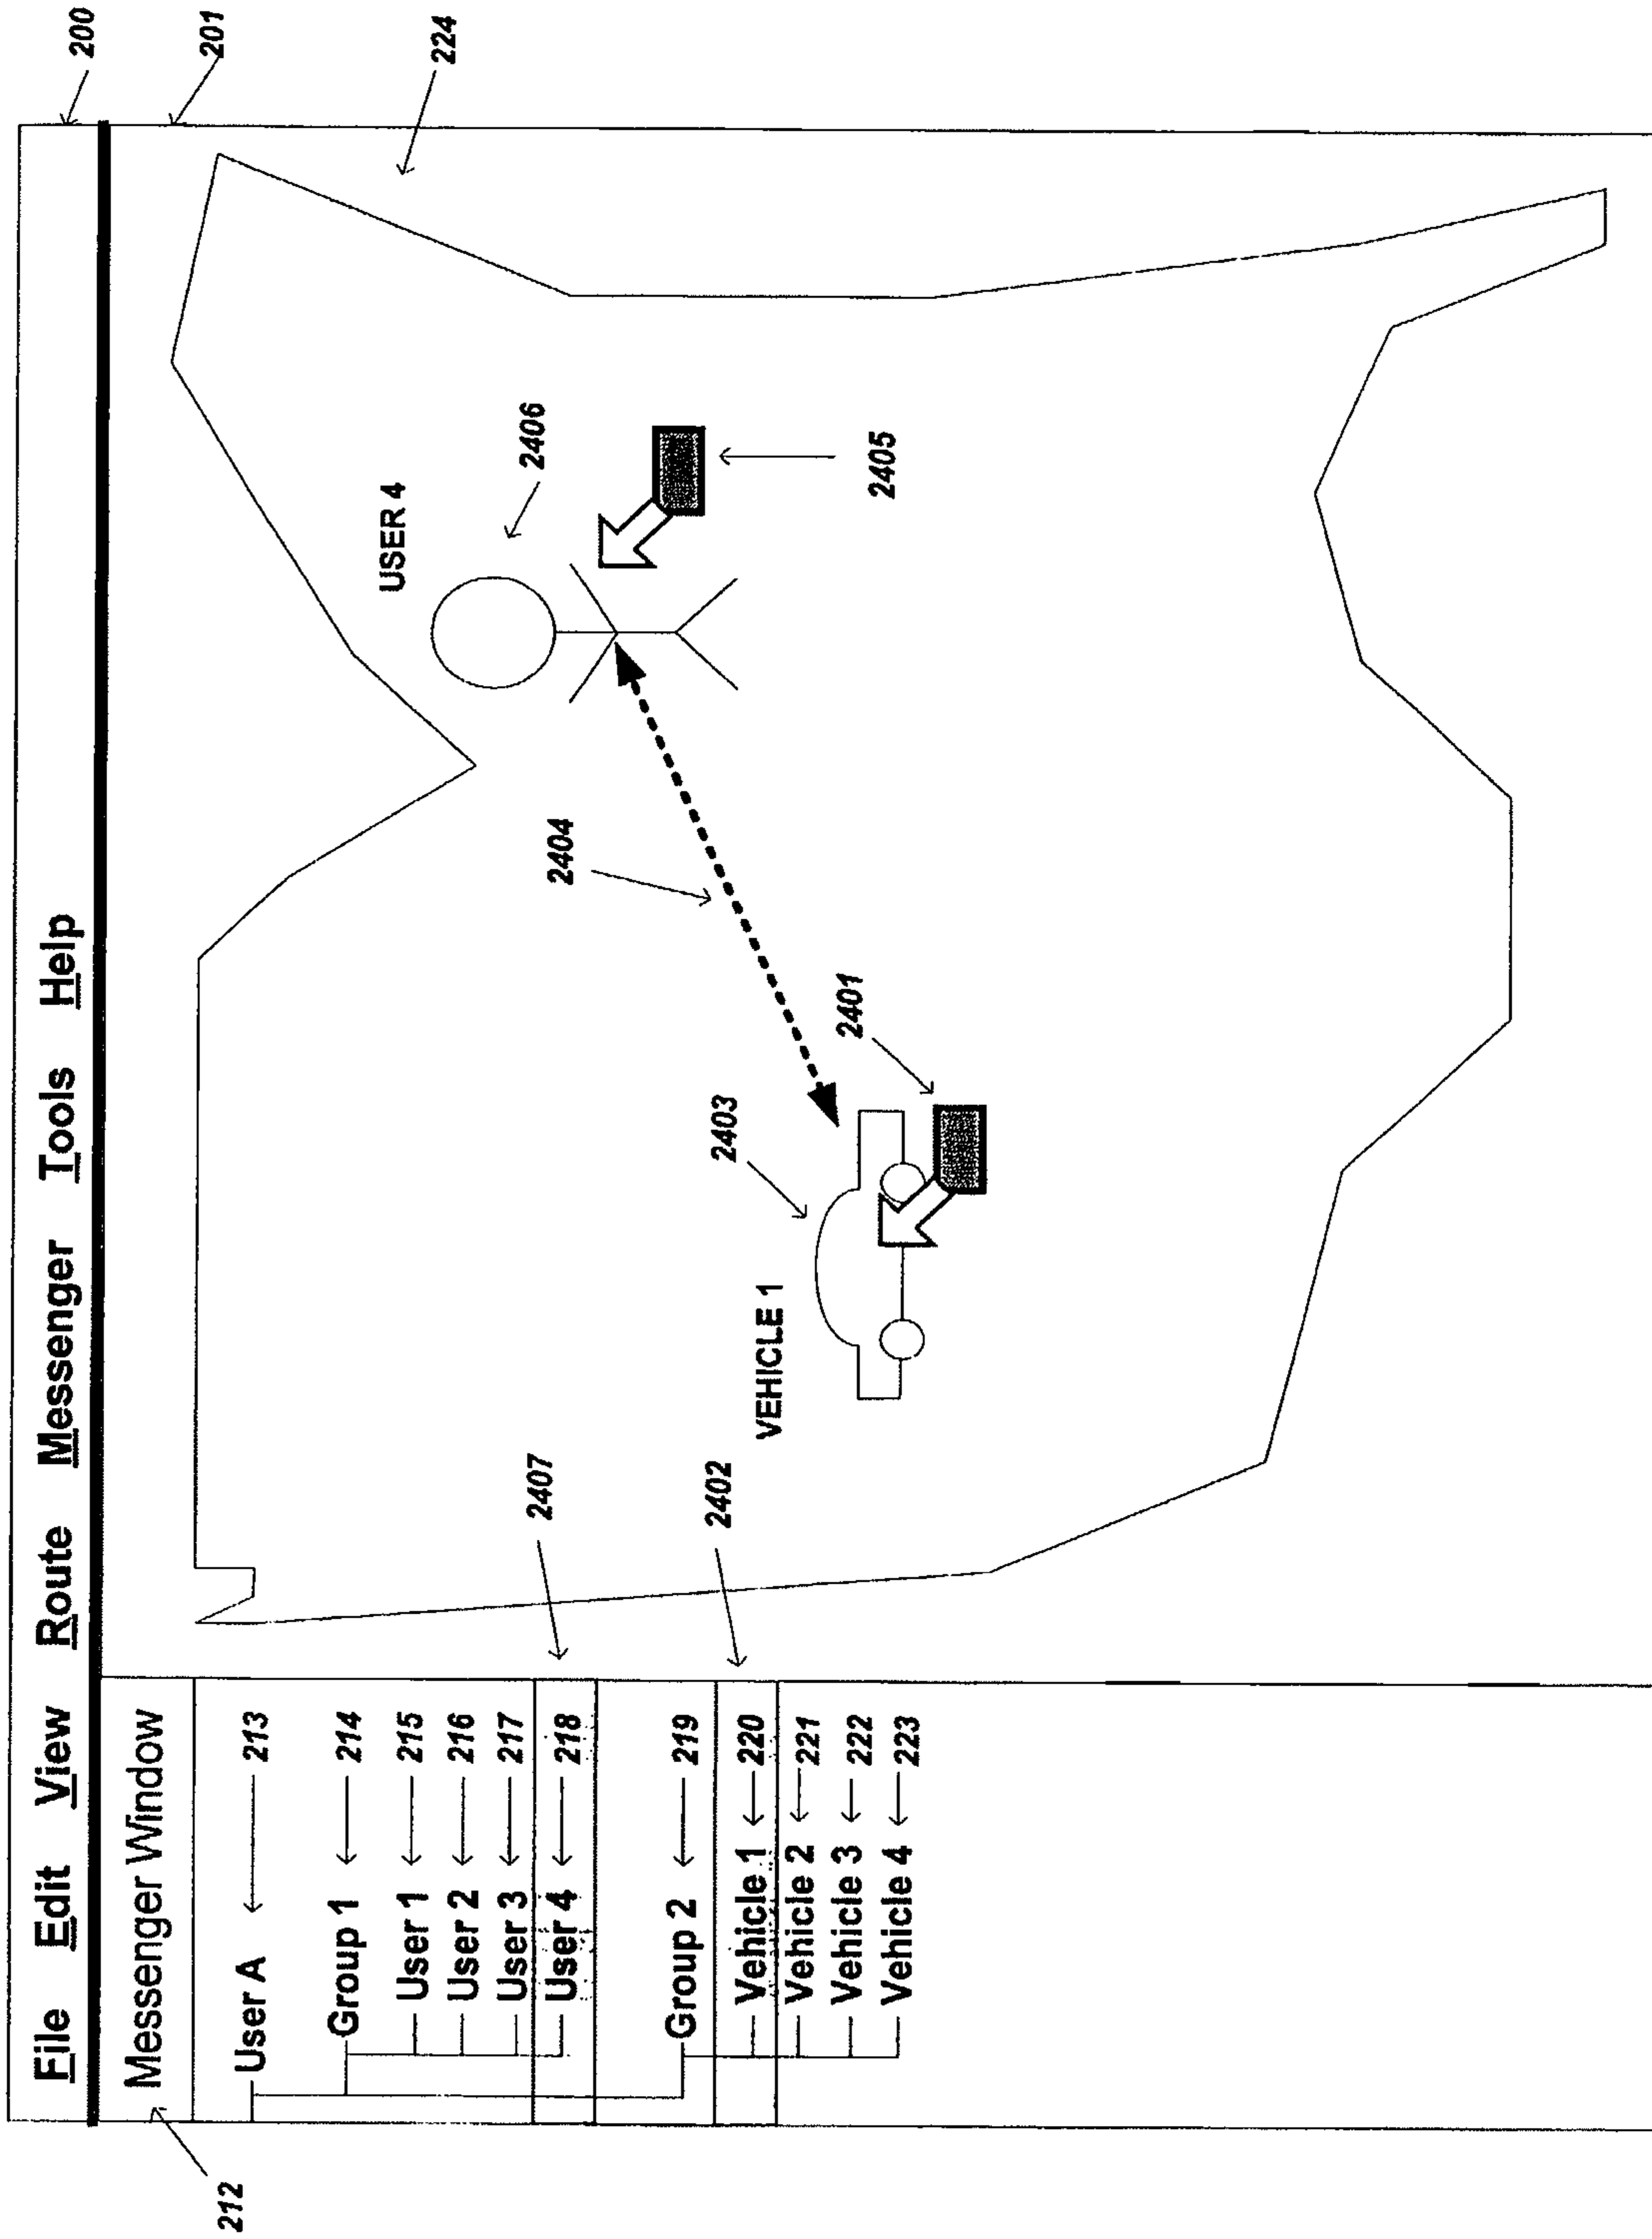 File Edit View Route Messenger Tools Help
200
201
212
Messenger Window
224
User A 213
Group 1 214
User 1 215
User 2 216
User 3 217
User 4 218
2407
Group 2 219
2402
Vehicle 1 220
Vehicle 2 221
Vehicle 3 222
Vehicle 4 223
USER 4
2406
2404
2405
2403
VEHICLE 1
2401